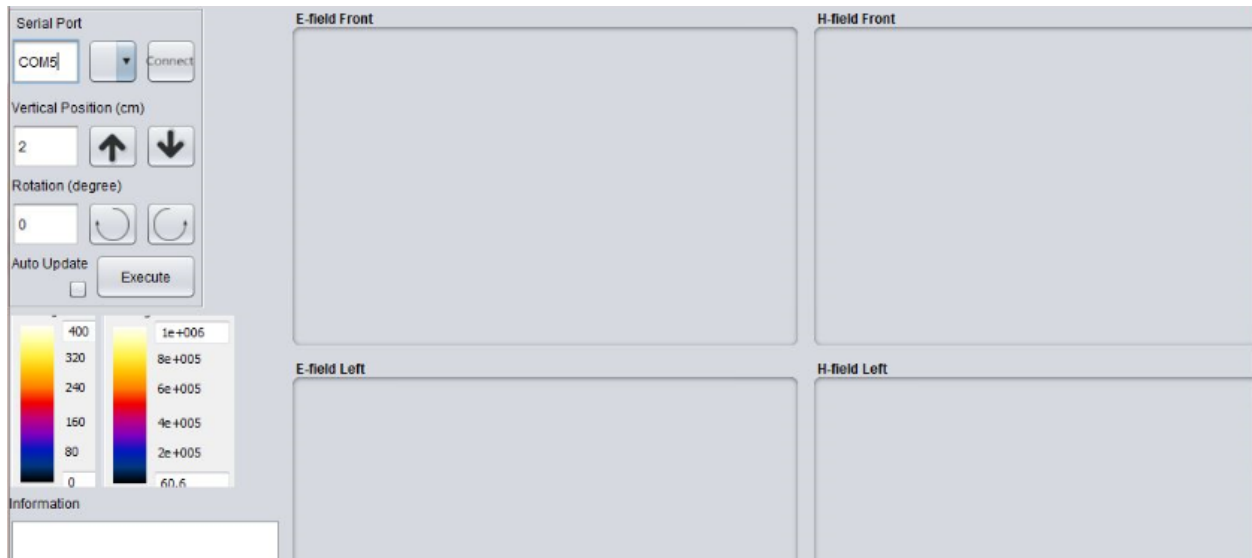 Serial Port
COM5
Connect
Vertical Position (cm)
2
Rotation (degree)
0
Auto Update
Execute
400
320
240
160
80
0
1e+006
8e+005
6e+005
4e+005
2e+005
60.6
Information
E-field Front
H-field Front
E-field Left
H-field Left